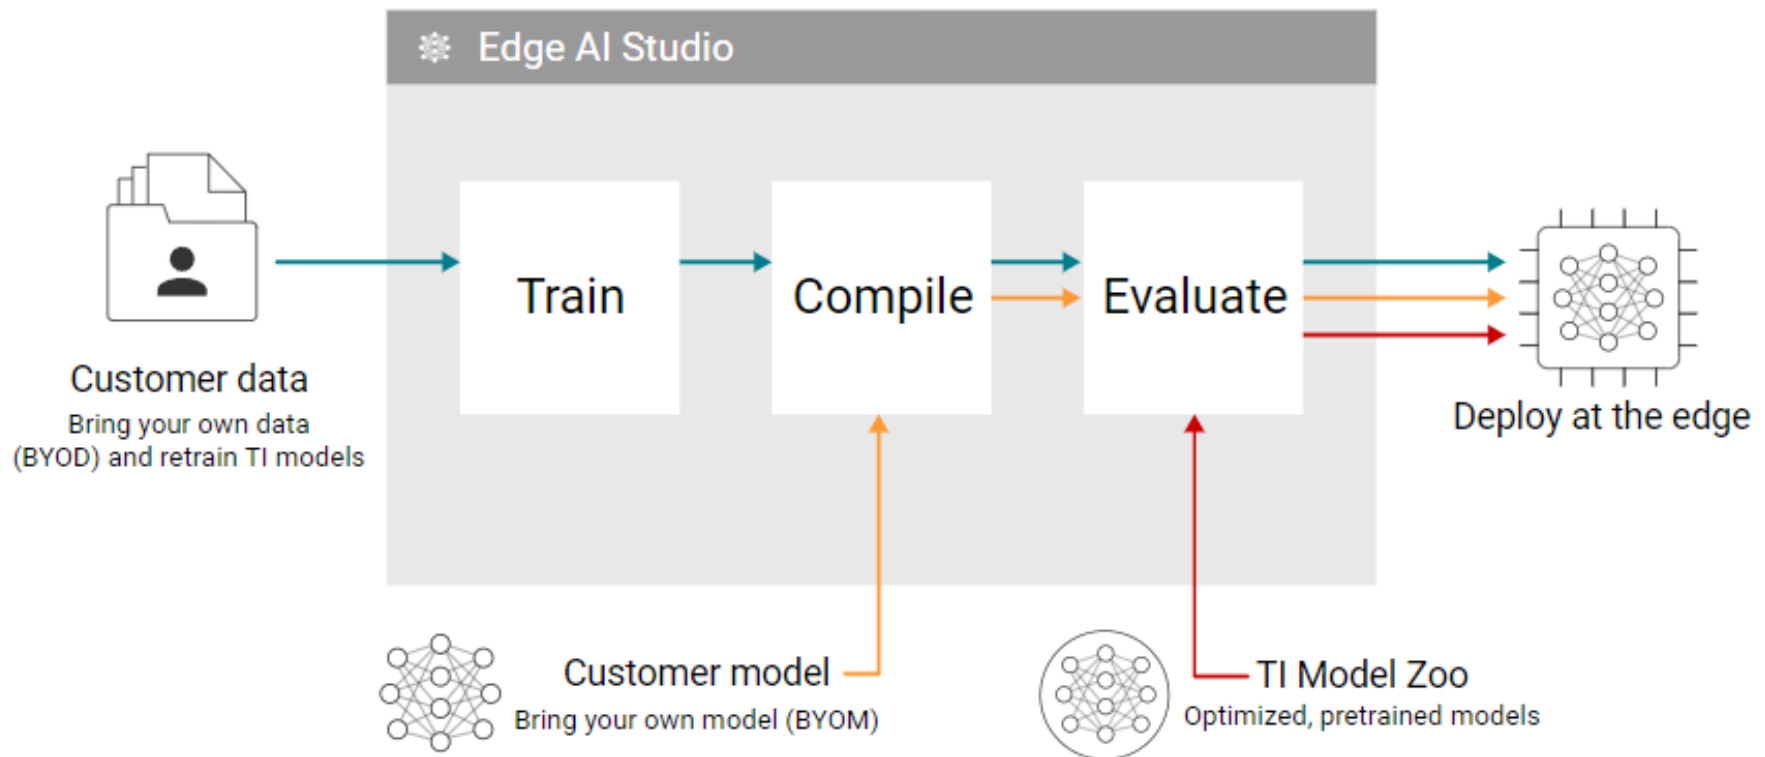 Edge AI Studio
Train
Compile
Evaluate
Customer data
Bring your own data
(BYOD) and retrain TI models
Deploy at the edge
Customer model
Bring your own model (BYOM)
TI Model Zoo
Optimized, pretrained models